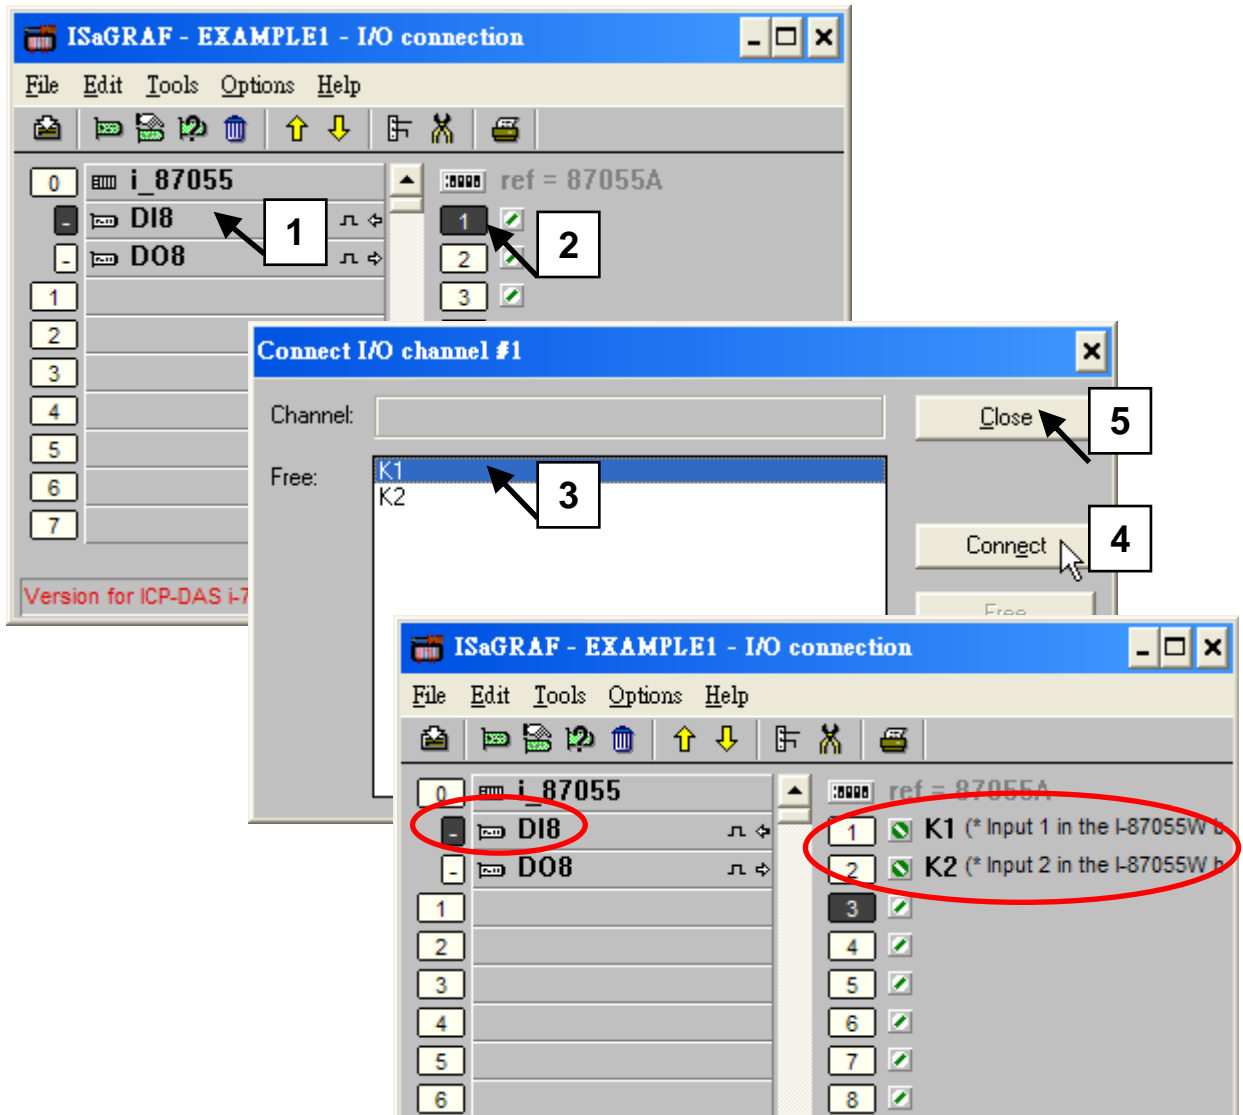 ISaGRAF - EXAMPLE1 - I/O connection
File Edit Tools Options Help
0 i_87055 ref = 87055A
- DI8 1 1 2
- DO8 2
1 3
2
3
4
5
6
7
Version for ICP-DAS i-7
Connect I/O channel #1
Channel: Close 5
Free: K1 3
K2
Connect 4
Free
ISaGRAF - EXAMPLE1 - I/O connection
File Edit Tools Options Help
0 i_87055 ref = 87055A
- DI8 1 K1 (* Input 1 in the I-87055W b
- DO8 2 K2 (* Input 2 in the I-87055W b
1 3
2 4
3 5
4 6
5 7
6 8